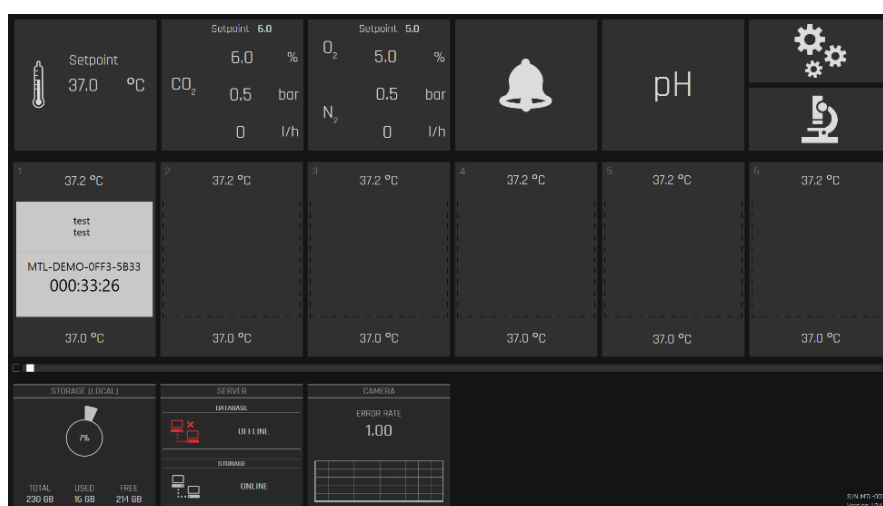 Setpoint
37.0 °C
Setpoint 6.0
CO2
6.0 %
0.5 bar
0 l/h
Setpoint 5.0
O2
5.0 %
N2
0.5 bar
0 l/h
pH
1
37.2 °C
test
test
MTL-DEMO-0FF3-5B33
000:33:26
37.0 °C
2
37.2 °C
37.0 °C
3
37.2 °C
37.0 °C
4
37.2 °C
37.0 °C
5
37.2 °C
37.0 °C
6
37.2 °C
37.0 °C
STORAGE (LOCAL)
7%
TOTAL USED FREE
230 GB 16 GB 214 GB
SERVER
DATABASE
OFFLINE
STORAGE
ONLINE
CAMERA
ERROR RATE
1.00
S/N MTL-03